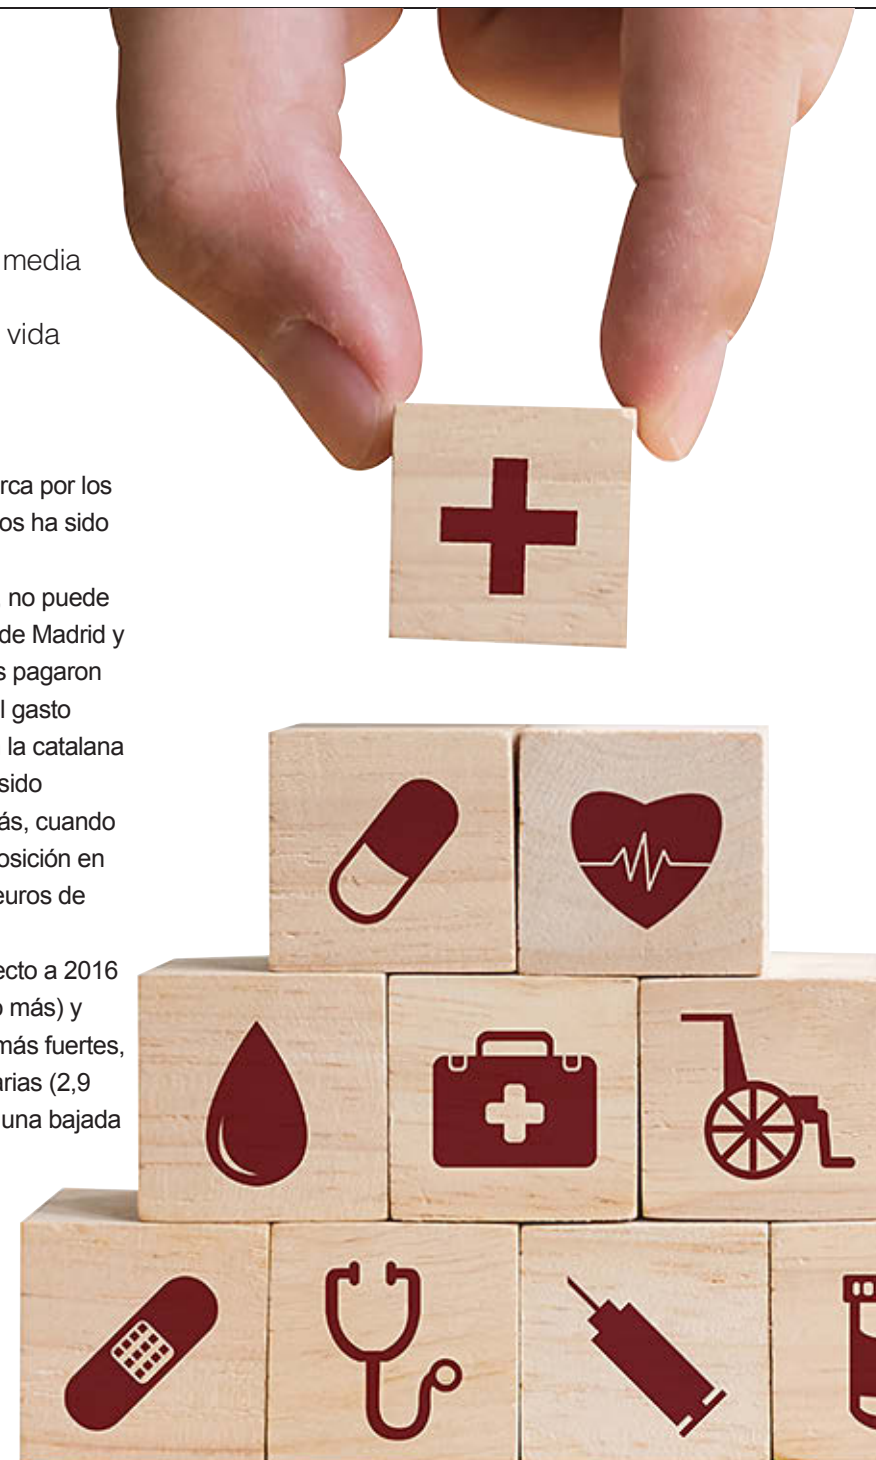 media
vida
rca por los
os ha sido
no puede
de Madrid y
s pagaron
l gasto
la catalana
sido
ás, cuando
osición en
euros de
ecto a 2016
o más) y
más fuertes,
arias (2,9
una bajada